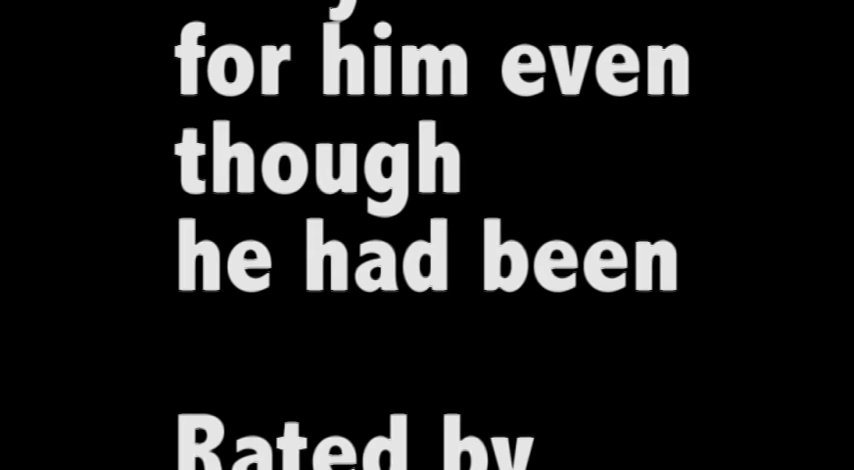 for him even
though
he had been
Rated by